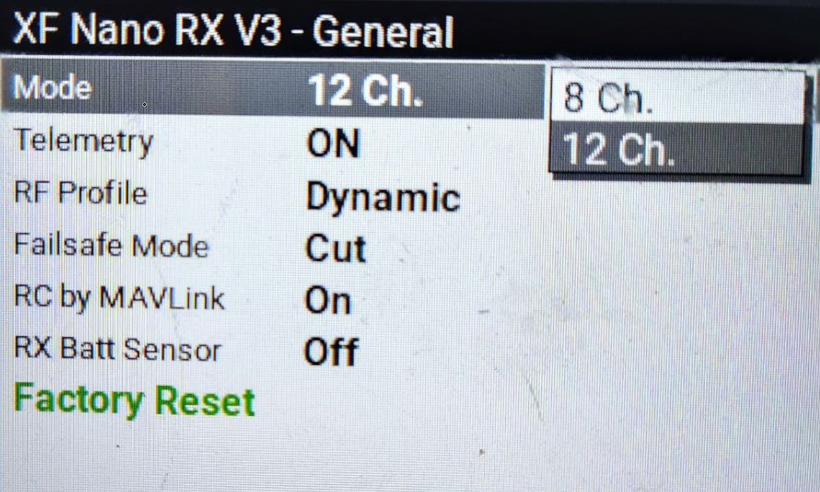 XF Nano RX V3 - General
Mode 12 Ch. 8 Ch.
12 Ch.
Telemetry ON
RF Profile Dynamic
Failsafe Mode Cut
RC by MAVLink On
RX Batt Sensor Off
Factory Reset